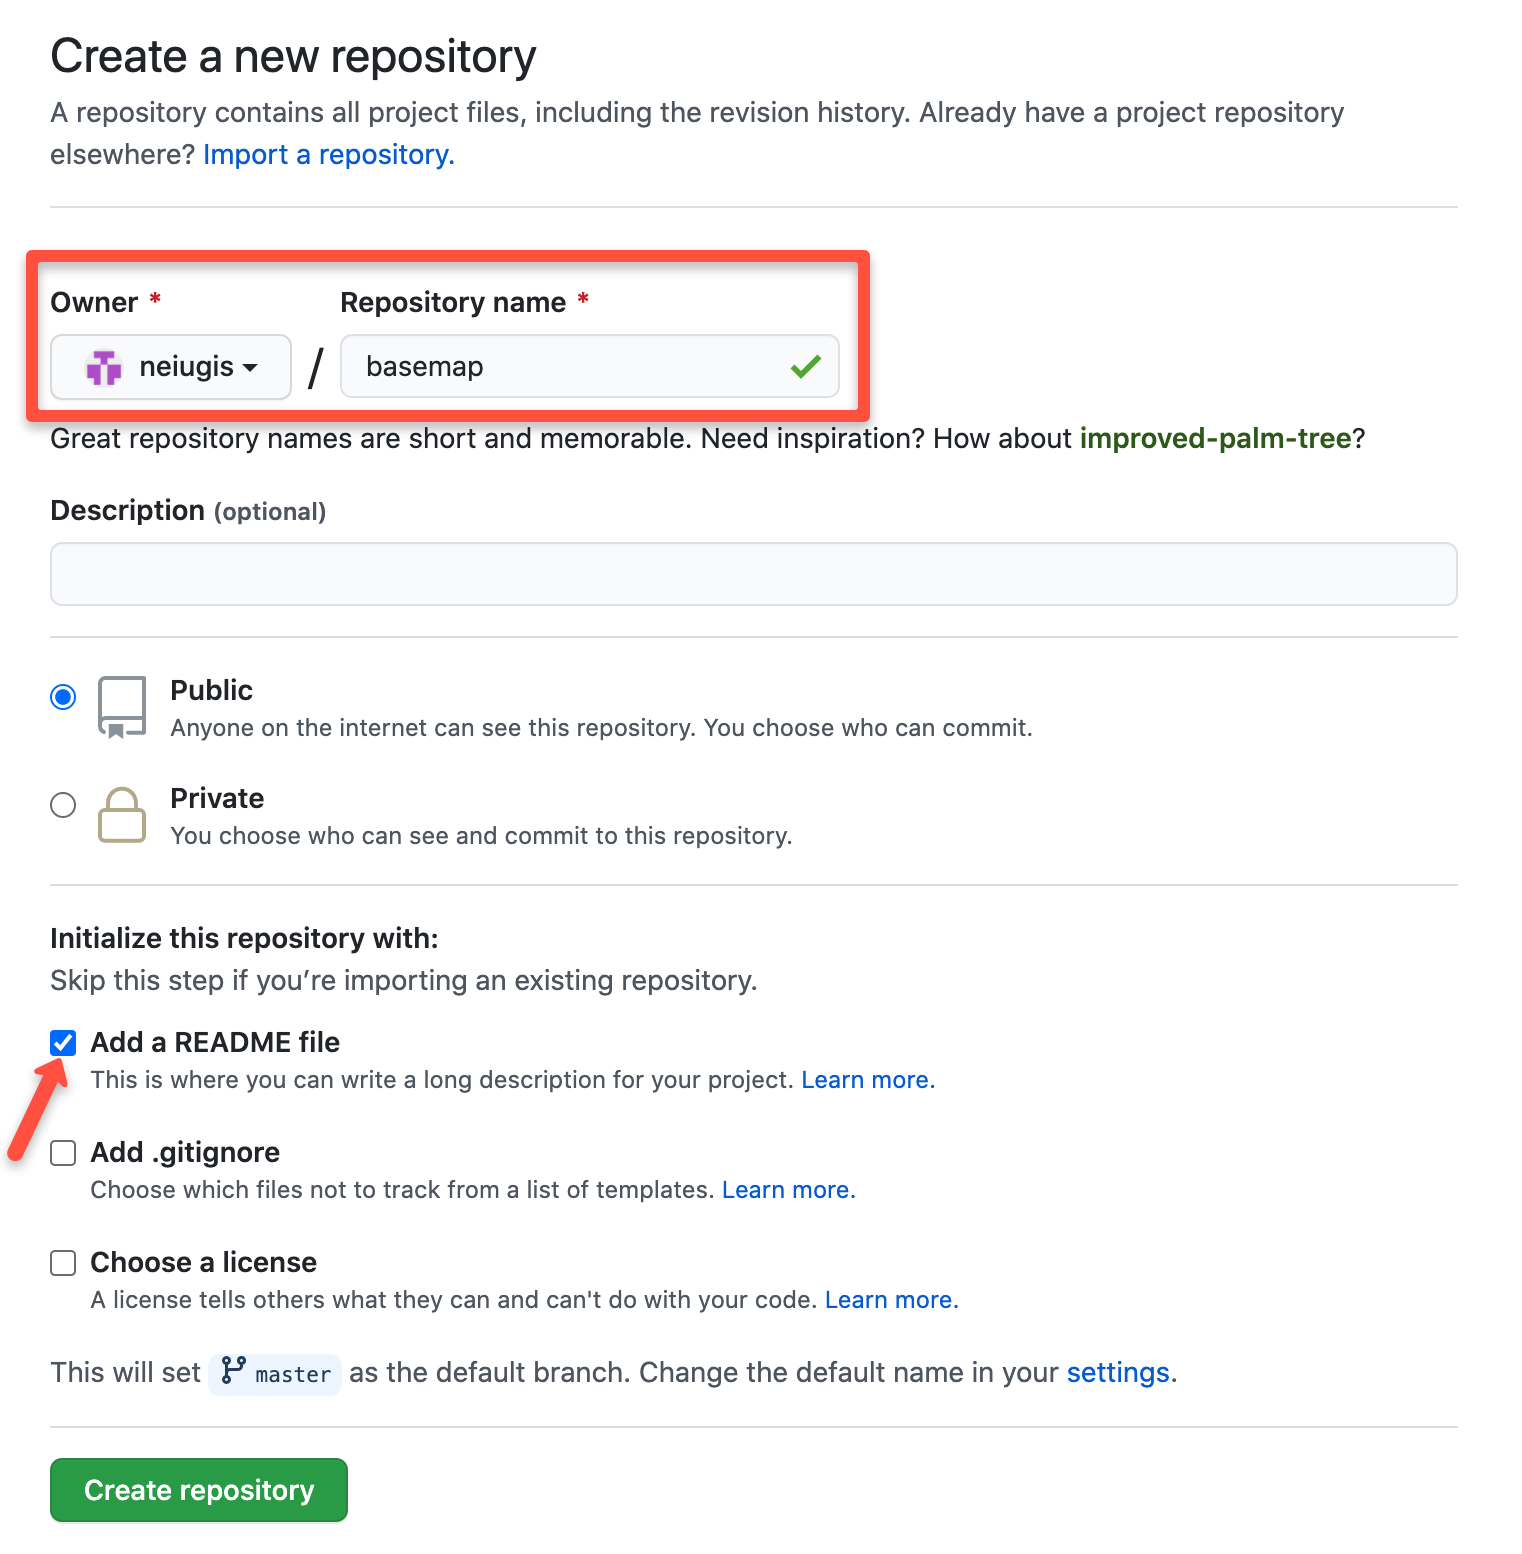 Create a new repository
A repository contains all project files, including the revision history. Already have a project repository
elsewhere? Import a repository.
Owner *
Repository name *
neiugis / basemap
Great repository names are short and memorable. Need inspiration? How about improved-palm-tree?
Description (optional)
Public
Anyone on the internet can see this repository. You choose who can commit.
Private
You choose who can see and commit to this repository.
Initialize this repository with:
Skip this step if you’re importing an existing repository.
Add a README file
This is where you can write a long description for your project. Learn more.
Add .gitignore
Choose which files not to track from a list of templates. Learn more.
Choose a license
A license tells others what they can and can't do with your code. Learn more.
This will set master as the default branch. Change the default name in your settings.
Create repository